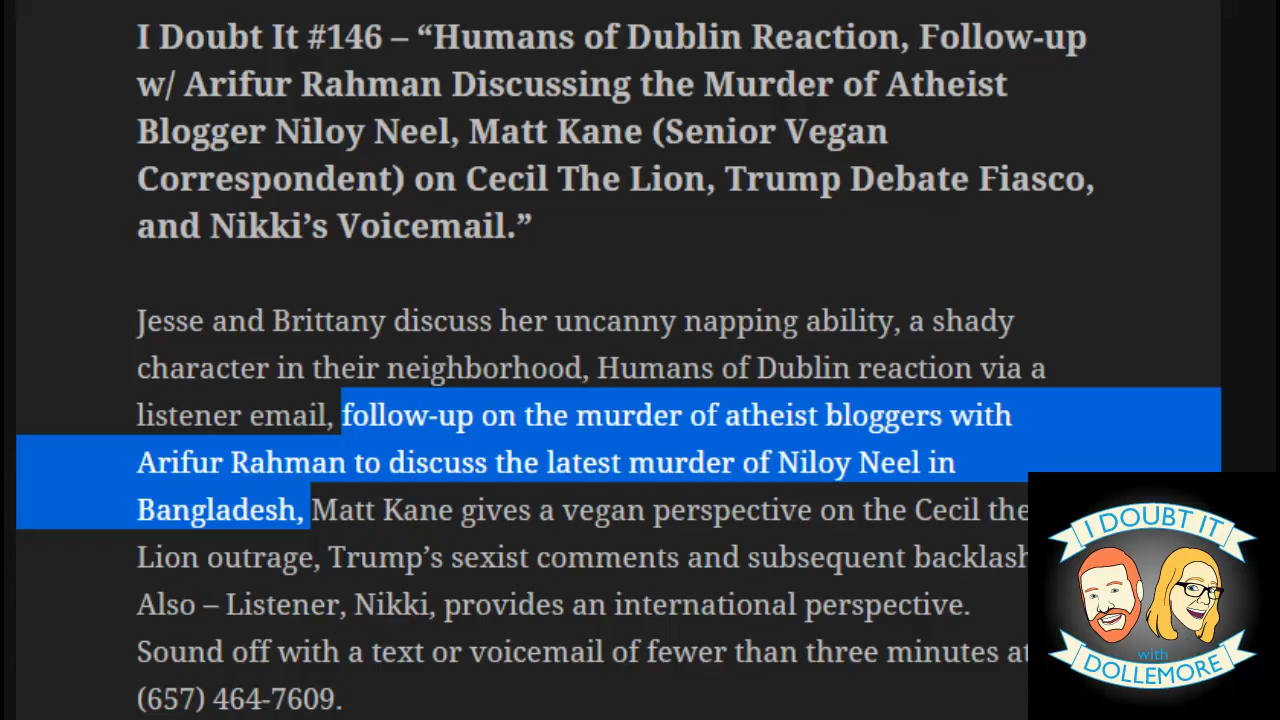 I Doubt It #146 – “Humans of Dublin Reaction, Follow-up
w/ Arifur Rahman Discussing the Murder of Atheist
Blogger Niloy Neel, Matt Kane (Senior Vegan
Correspondent) on Cecil The Lion, Trump Debate Fiasco,
and Nikki’s Voicemail.”
Jesse and Brittany discuss her uncanny napping ability, a shady
character in their neighborhood, Humans of Dublin reaction via a
listener email, follow-up on the murder of atheist bloggers with
Arifur Rahman to discuss the latest murder of Niloy Neel in
Bangladesh, Matt Kane gives a vegan perspective on the Cecil the
Lion outrage, Trump’s sexist comments and subsequent backlash
Also – Listener, Nikki, provides an international perspective.
Sound off with a text or voicemail of fewer than three minutes at
(657) 464-7609.
I DOUBT IT
with
DOLLEMORE